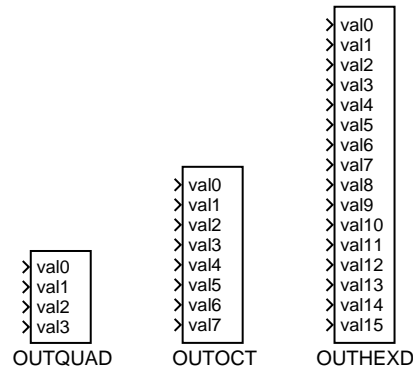 val0
val1
val2
val3
OUTQUAD
val0
val1
val2
val3
val4
val5
val6
val7
OUTOCT
val0
val1
val2
val3
val4
val5
val6
val7
val8
val9
val10
val11
val12
val13
val14
val15
OUTHEXD